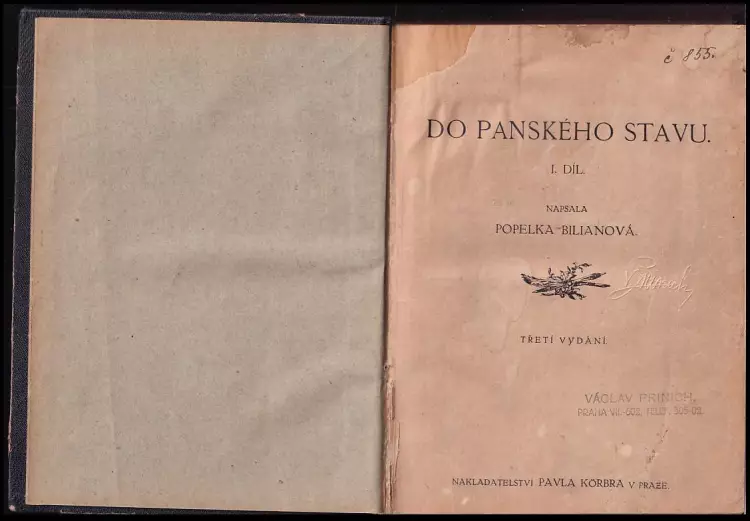 č 855.
DO PANSKÉHO STAVU.
I. DÍL.
NAPSALA
POPELKA-BILIANOVÁ.
TŘETÍ VYDÁNÍ.
VÁCLAV
PRAHA VII-
NAKLADATELSTVÍ PAVLA KORBRA V PRAZE.